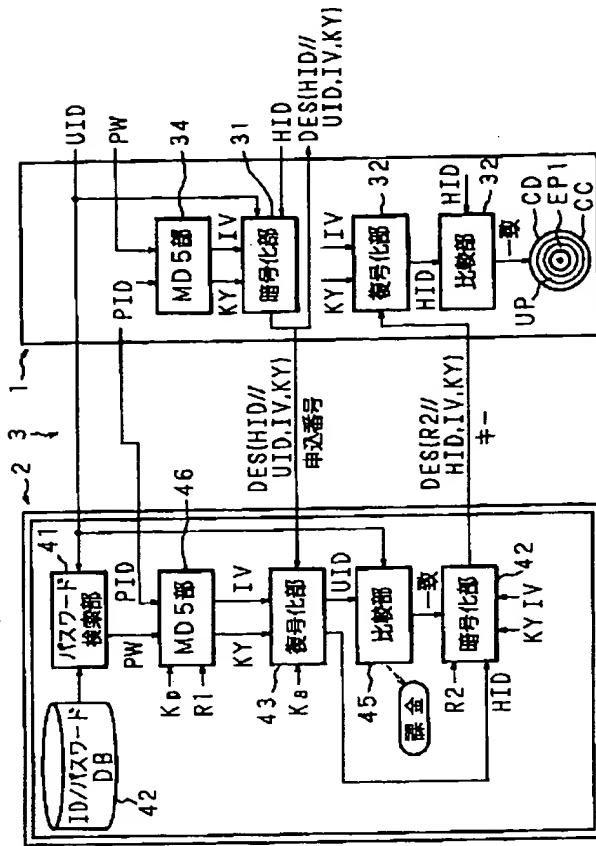 1
3
2
UID
PW
34
31
HID
DES(HID//
UID,IV,KY)
PID
MD5部
KY
IV
暗号化部
32
KY
IV
復号化部
HID
HID
32
比較部
一致
CD
EP1
CC
UP
DES(HID//
UID,IV,KY)
申込番号
DES(R2//
HID,IV,KY)
キー
41
パスワード
検索部
ID/パスワード
DB
42
PW
PID
46
MD5部
KD
R1
KY
IV
43
復号化部
K8
UID
45
比較部
課金
一致
42
暗号化部
R2
HID
KY
IV